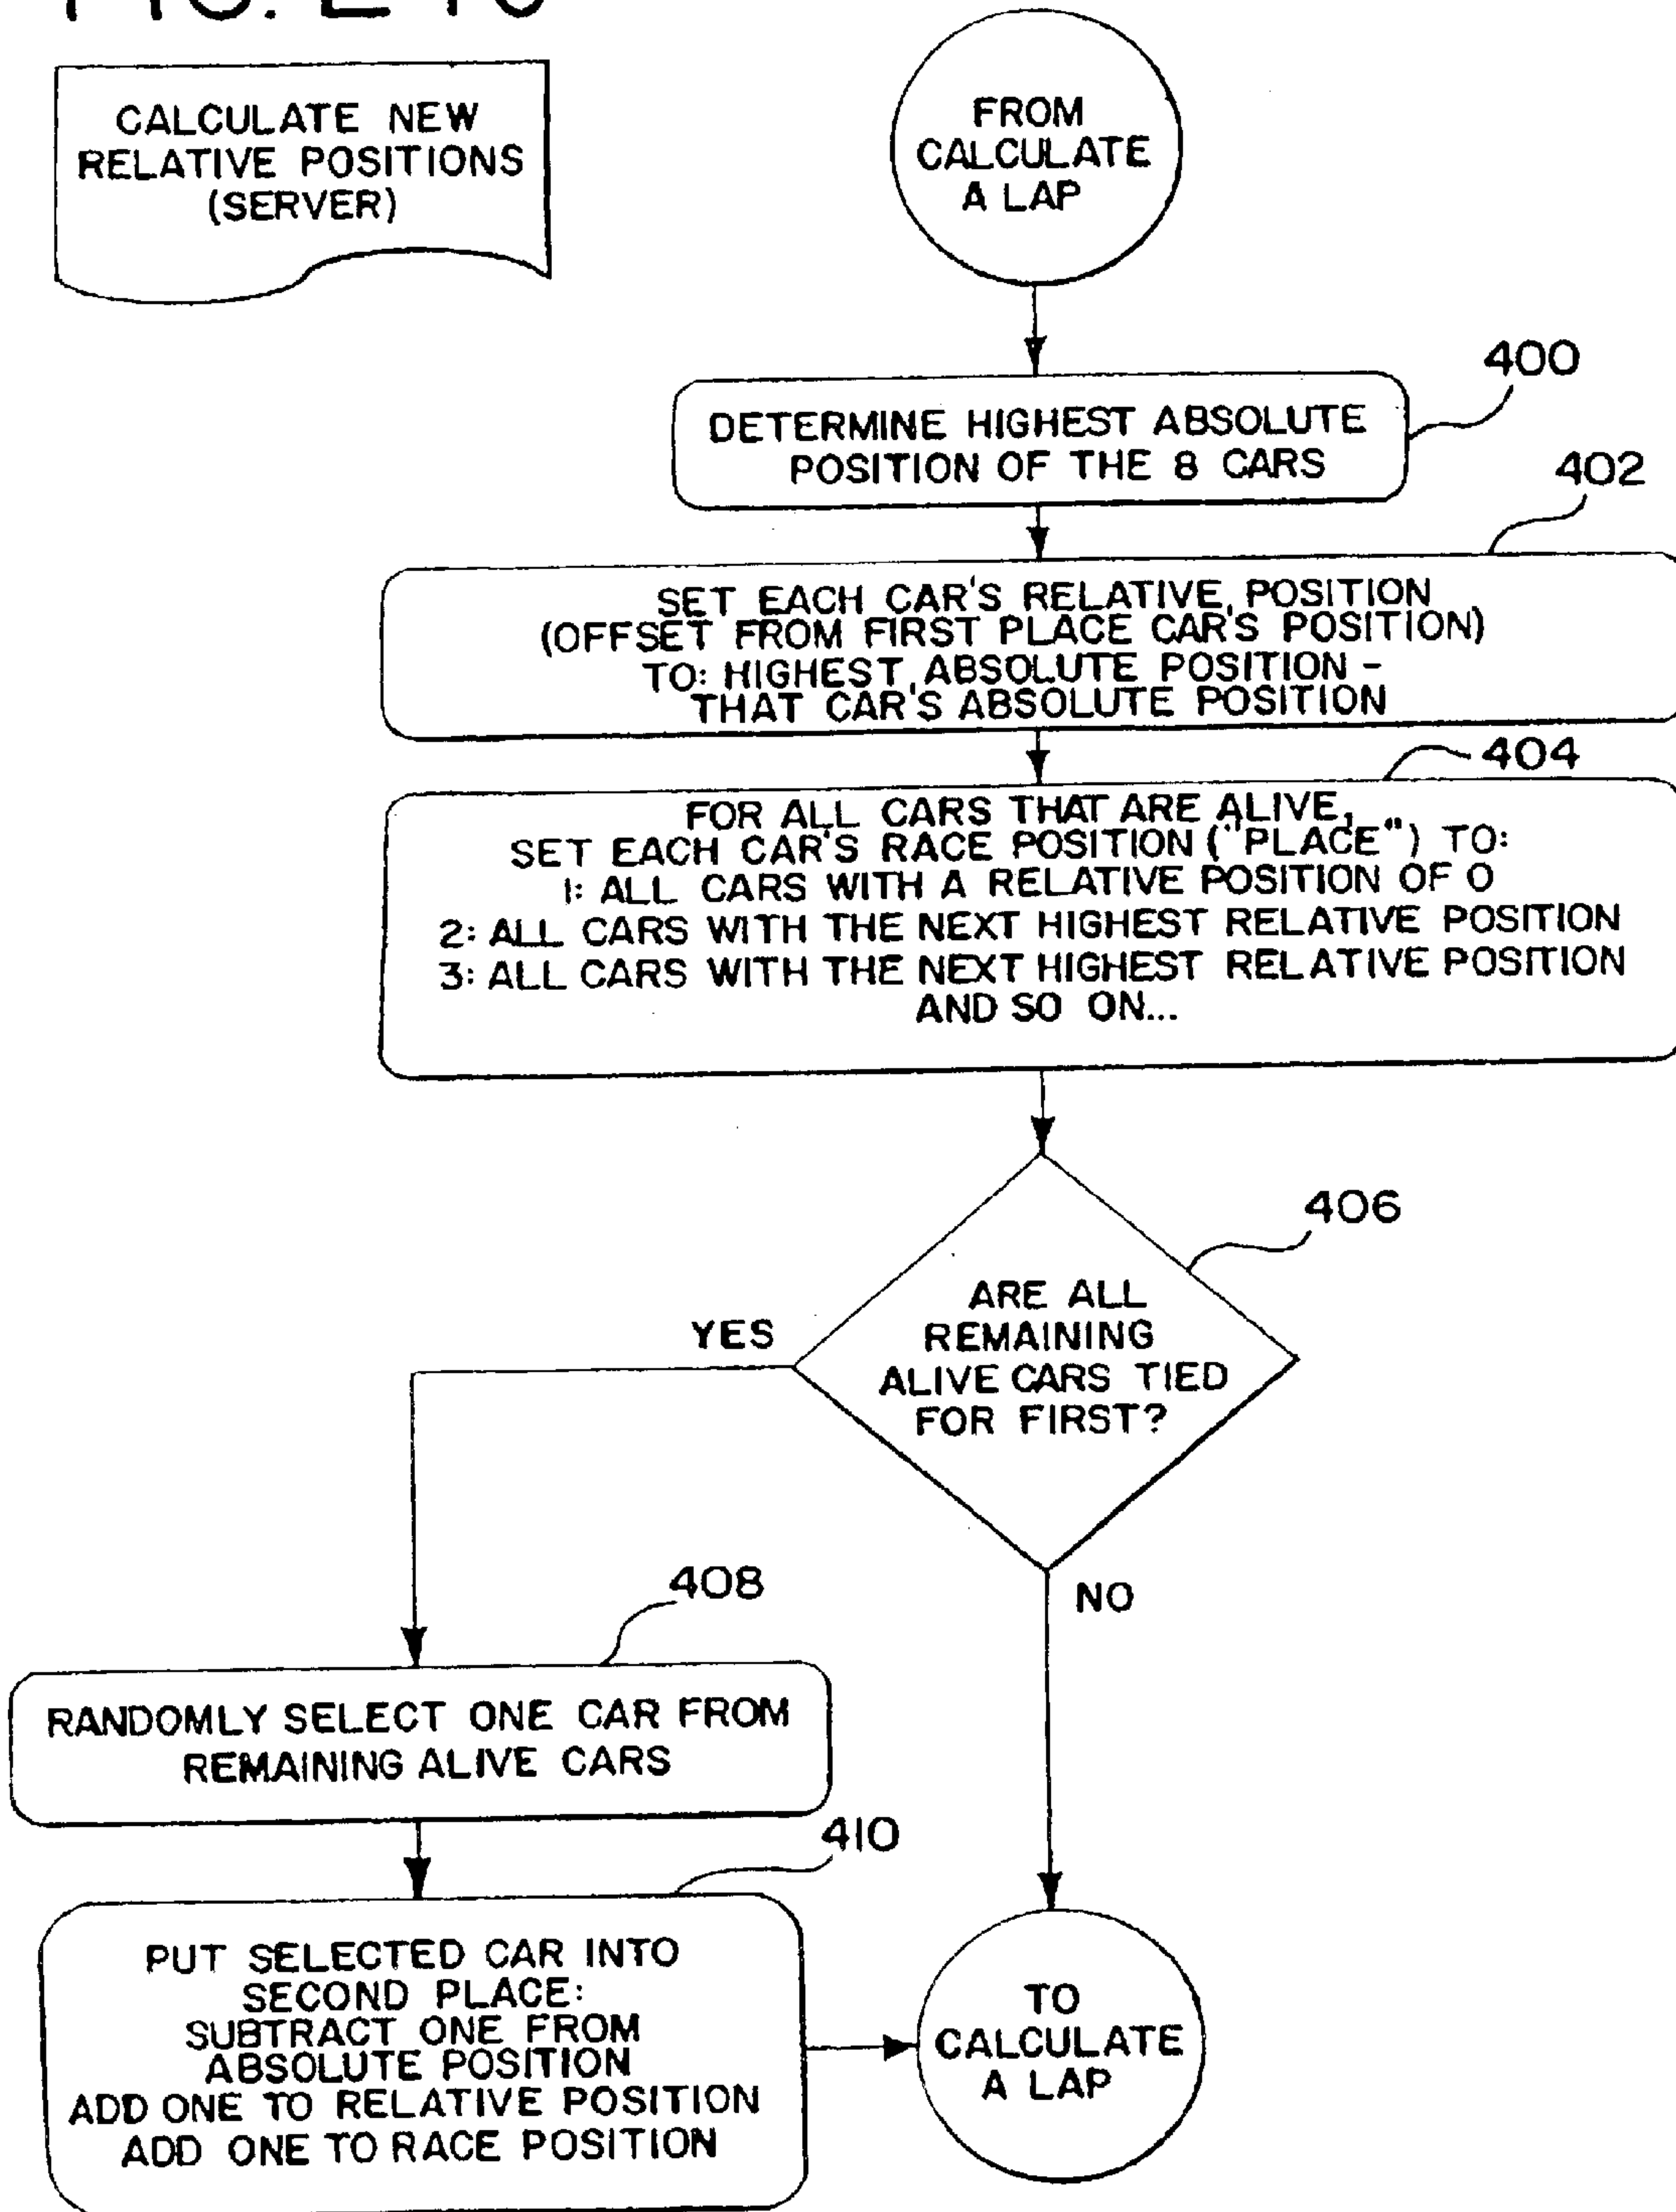 CALCULATE NEW
RELATIVE POSITIONS
(SERVER)
FROM
CALCULATE
A LAP
400
DETERMINE HIGHEST ABSOLUTE
POSITION OF THE 8 CARS
402
SET EACH CAR'S RELATIVE POSITION
(OFFSET FROM FIRST PLACE CAR'S POSITION)
TO: HIGHEST ABSOLUTE POSITION -
THAT CAR'S ABSOLUTE POSITION
404
FOR ALL CARS THAT ARE ALIVE,
SET EACH CAR'S RACE POSITION ("PLACE") TO:
1: ALL CARS WITH A RELATIVE POSITION OF 0
2: ALL CARS WITH THE NEXT HIGHEST RELATIVE POSITION
3: ALL CARS WITH THE NEXT HIGHEST RELATIVE POSITION
AND SO ON...
406
ARE ALL
REMAINING
ALIVE CARS TIED
FOR FIRST?
YES
NO
408
RANDOMLY SELECT ONE CAR FROM
REMAINING ALIVE CARS
410
PUT SELECTED CAR INTO
SECOND PLACE:
SUBTRACT ONE FROM
ABSOLUTE POSITION
ADD ONE TO RELATIVE POSITION
ADD ONE TO RACE POSITION
TO
CALCULATE
A LAP